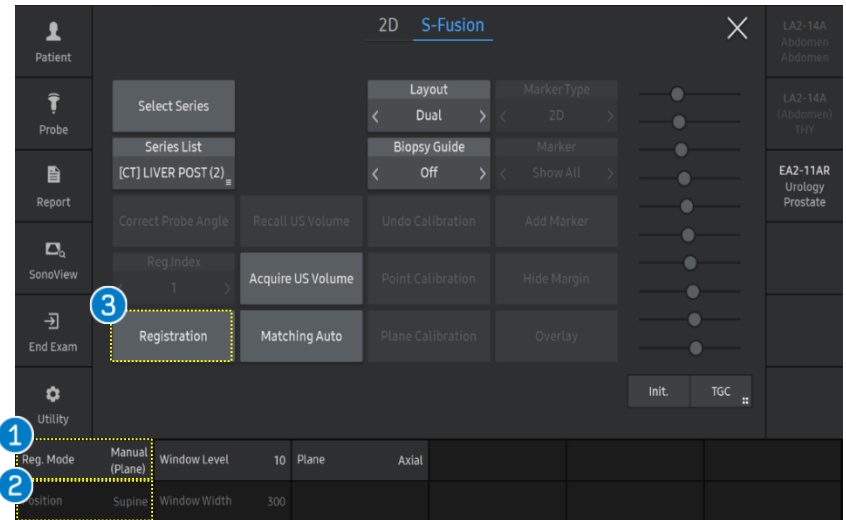 2D S-Fusion
Patient
Probe
Report
SonoView
End Exam
Utility
Select Series
Layout
Dual
MarkerType
2D
Series List
[CT] LIVER POST (2)
Biopsy Guide
Off
Marker
Show All
Correct Probe Angle
Recall US Volume
Undo Calibration
Add Marker
Reg.Index
1
Acquire US Volume
Point Calibration
Hide Margin
3
Registration
Matching Auto
Plane Calibration
Overlay
Init.
TGC
LA2-14A
Abdomen
Abdomen
LA2-14A
(Abdomen)
THY
EA2-11AR
Urology
Prostate
1
Reg. Mode
Manual
(Plane)
Window Level 10
Plane Axial
2
Position Supine
Window Width 300